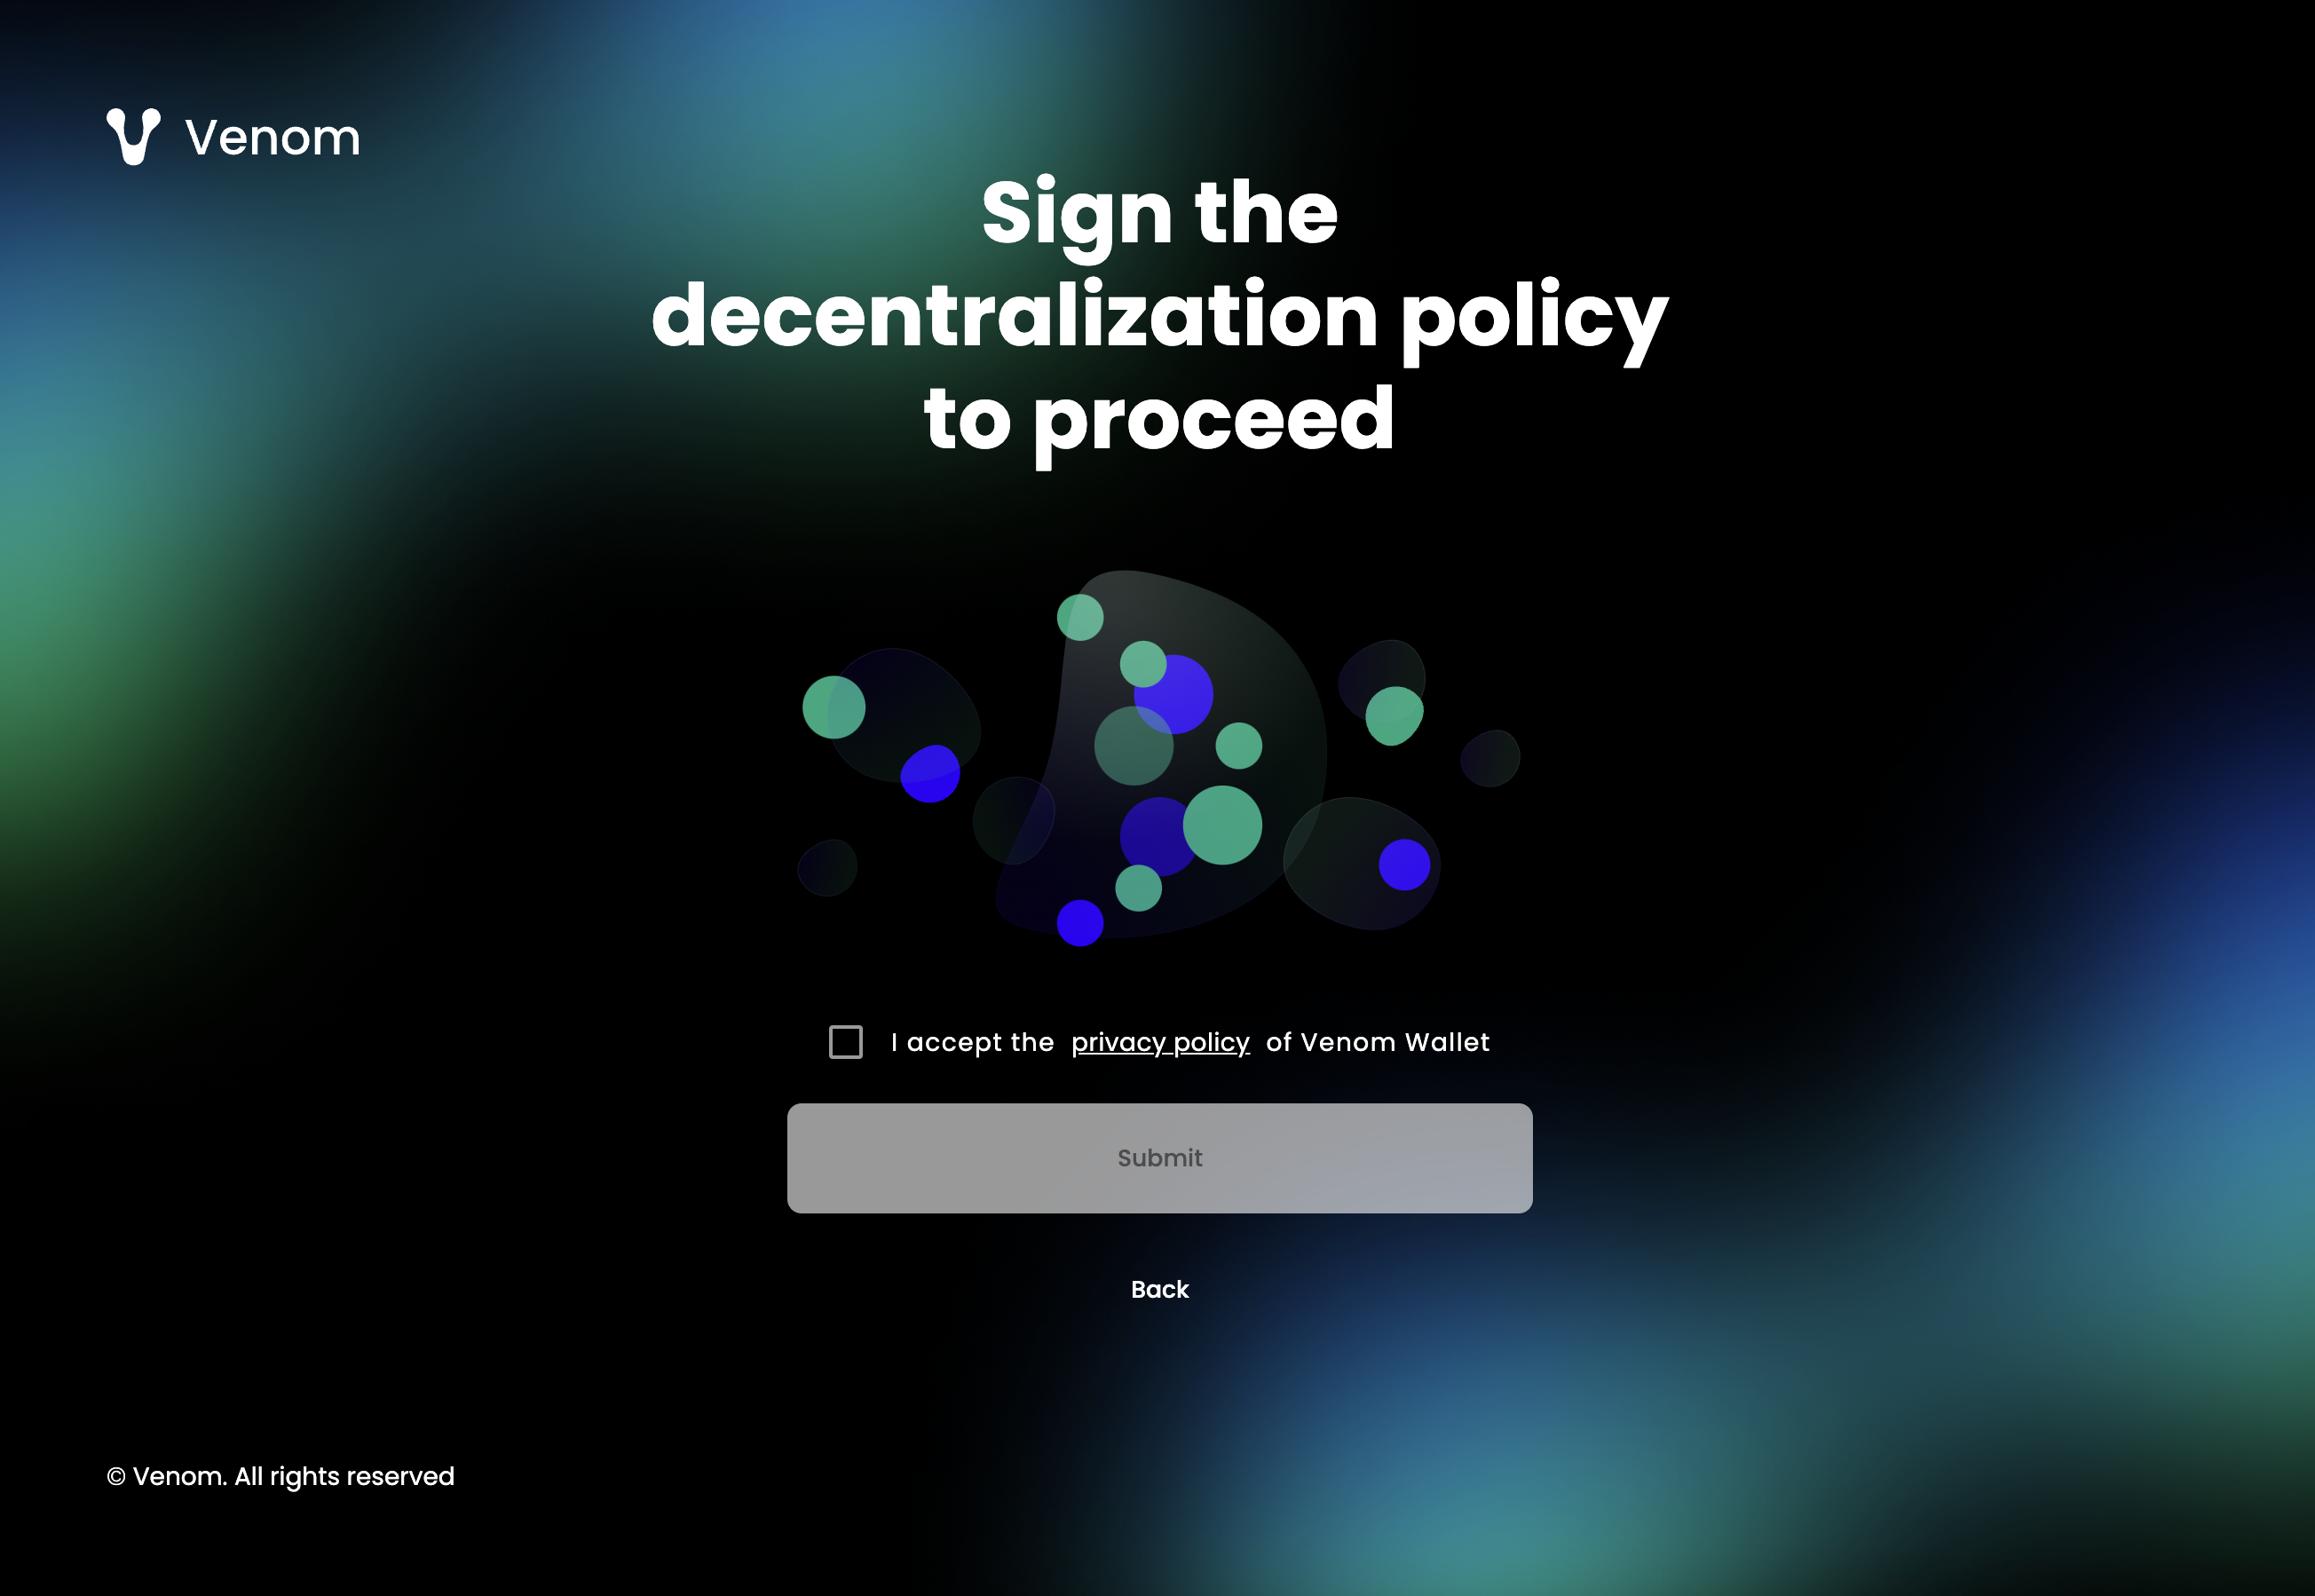 Venom
Sign the
decentralization policy
to proceed
I accept the privacy policy of Venom Wallet
Submit
Back
© Venom. All rights reserved